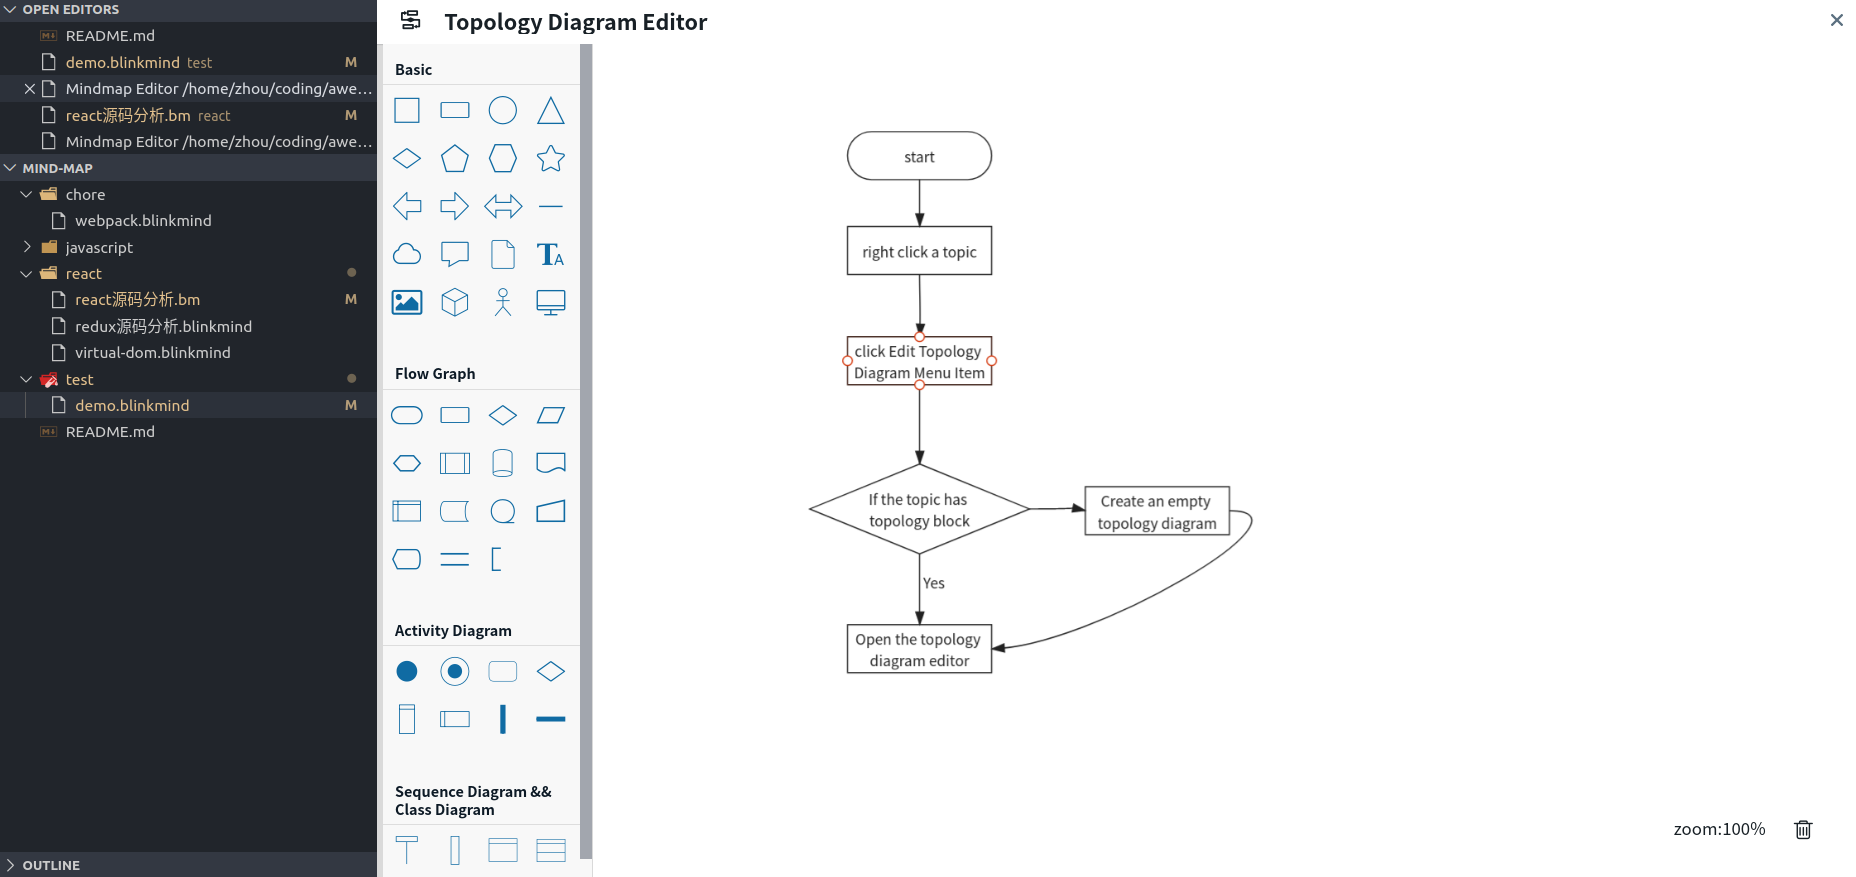 OPEN EDITORS
README.md
demo.blinkmind test M
Mindmap Editor /home/zhou/coding/awe...
react源码分析.bm react M
Mindmap Editor /home/zhou/coding/awe...
MIND-MAP
chore
webpack.blinkmind
javascript
react
react源码分析.bm M
redux源码分析.blinkmind
virtual-dom.blinkmind
test
demo.blinkmind M
README.md
OUTLINE
Topology Diagram Editor
Basic
TA
Flow Graph
Activity Diagram
Sequence Diagram &&
Class Diagram
start
right click a topic
click Edit Topology
Diagram Menu Item
If the topic has
topology block
Create an empty
topology diagram
Yes
Open the topology
diagram editor
zoom:100%